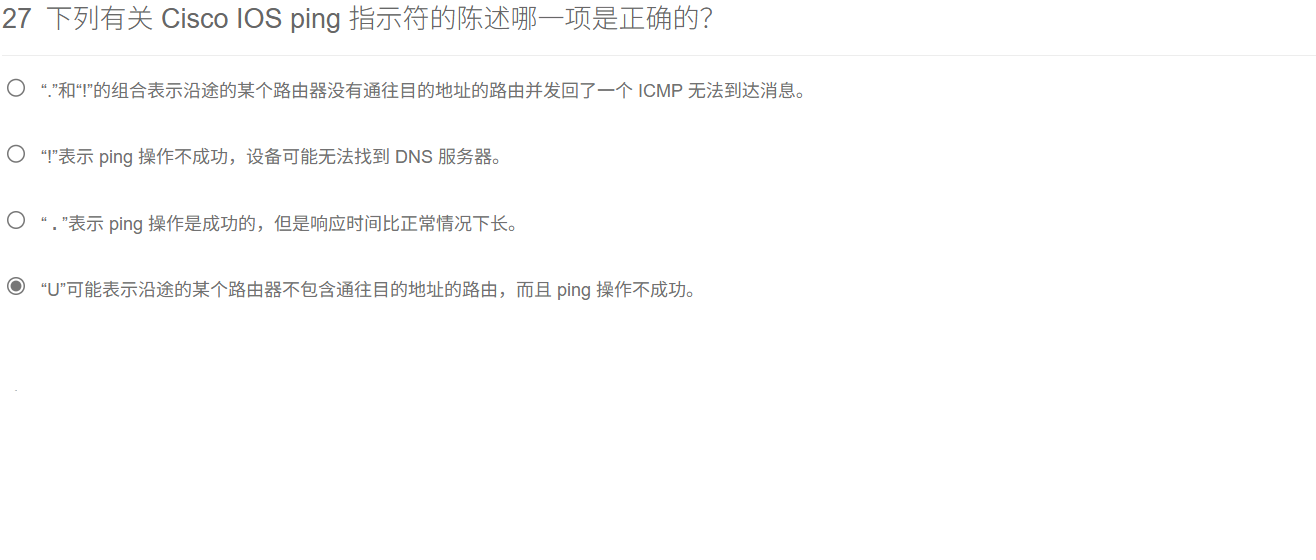 27 下列有关 Cisco IOS ping 指示符的陈述哪一项是正确的？
“.”和“!”的组合表示沿途的某个路由器没有通往目的地址的路由并发回了一个 ICMP 无法到达消息。
“!”表示 ping 操作不成功，设备可能无法找到 DNS 服务器。
“ . ”表示 ping 操作是成功的，但是响应时间比正常情况下长。
“U”可能表示沿途的某个路由器不包含通往目的地址的路由，而且 ping 操作不成功。